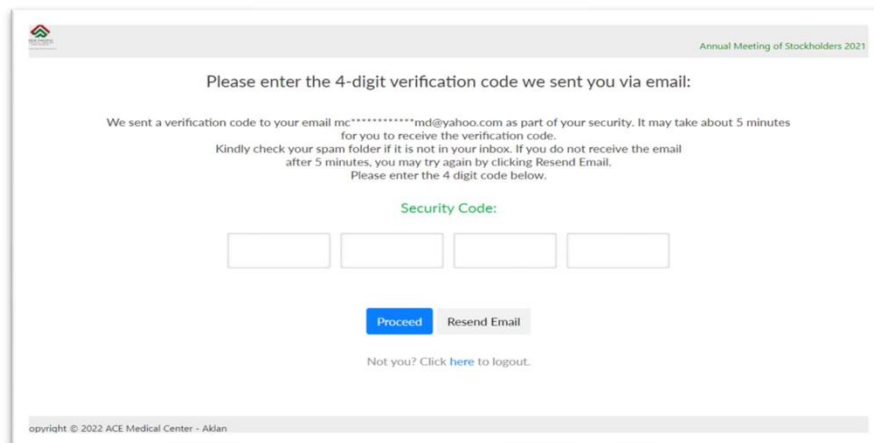 Annual Meeting of Stockholders 2021
Please enter the 4-digit verification code we sent you via email:
We sent a verification code to your email mc************md@yahoo.com as part of your security. It may take about 5 minutes
for you to receive the verification code.
Kindly check your spam folder if it is not in your inbox. If you do not receive the email
after 5 minutes, you may try again by clicking Resend Email.
Please enter the 4 digit code below.
Security Code:
Proceed Resend Email
Not you? Click here to logout.
opyright © 2022 ACE Medical Center - Aklan